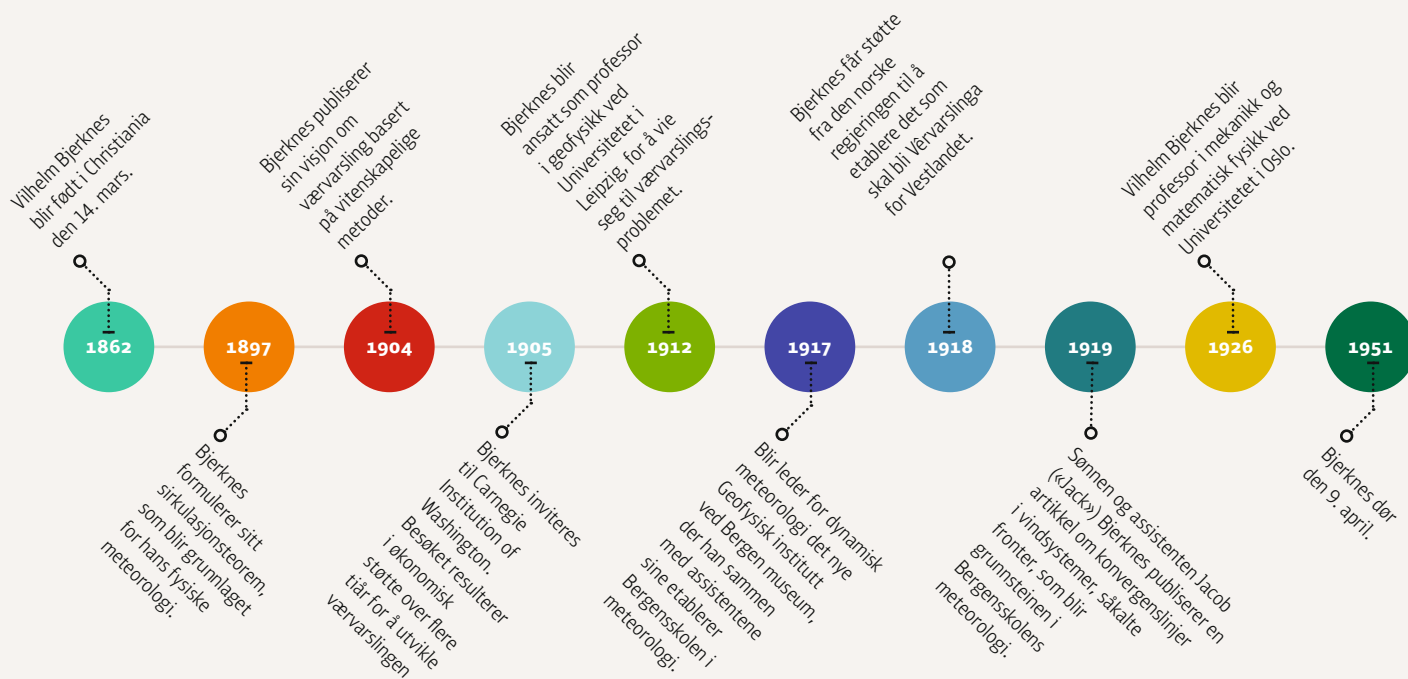 Vilhelm Bjerknes
blir født i Christiania
den 14. mars.
1862
1897
Bjerknes
formulerer sitt
sirkulasjonsteorem,
som blir grunnlaget
for hans fysiske
meteorologi.
Bjerknes publiserer
sin visjon om
værvarsling basert
på vitenskapelige
metoder.
1904
1905
Bjerknes inviteres
til Carnegie
Institution of
Washington.
Besøket resulterer
i økonomisk
støtte over flere
tiår for å utvikle
værvarslingen
Bjerknes blir
ansatt som professor
i geofysikk ved
Universitetet i
Leipzig, for å vie
seg til værvarslings-
problemet.
1912
1917
Blir leder for dynamisk
meteorologi det nye
Geofysisk institutt
ved Bergen museum,
der han sammen
med assistentene
sine etablerer
Bergensskolen i
meteorologi.
Bjerknes får støtte
fra den norske
regjeringen til å
etablere det som
skal bli Vêrvarslinga
for Vestlandet.
1918
1919
Sønnen og assistenten Jacob
(«Jack») Bjerknes publiserer en
artikkel om konvergenslinjer
i vindsystemer, såkalte
fronter, som blir
grunnsteinen i
Bergensskolens
meteorologi.
Vilhelm Bjerknes blir
professor i mekanikk og
matematisk fysikk ved
Universitetet i Oslo.
1926
1951
Bjerknes dør
den 9. april.